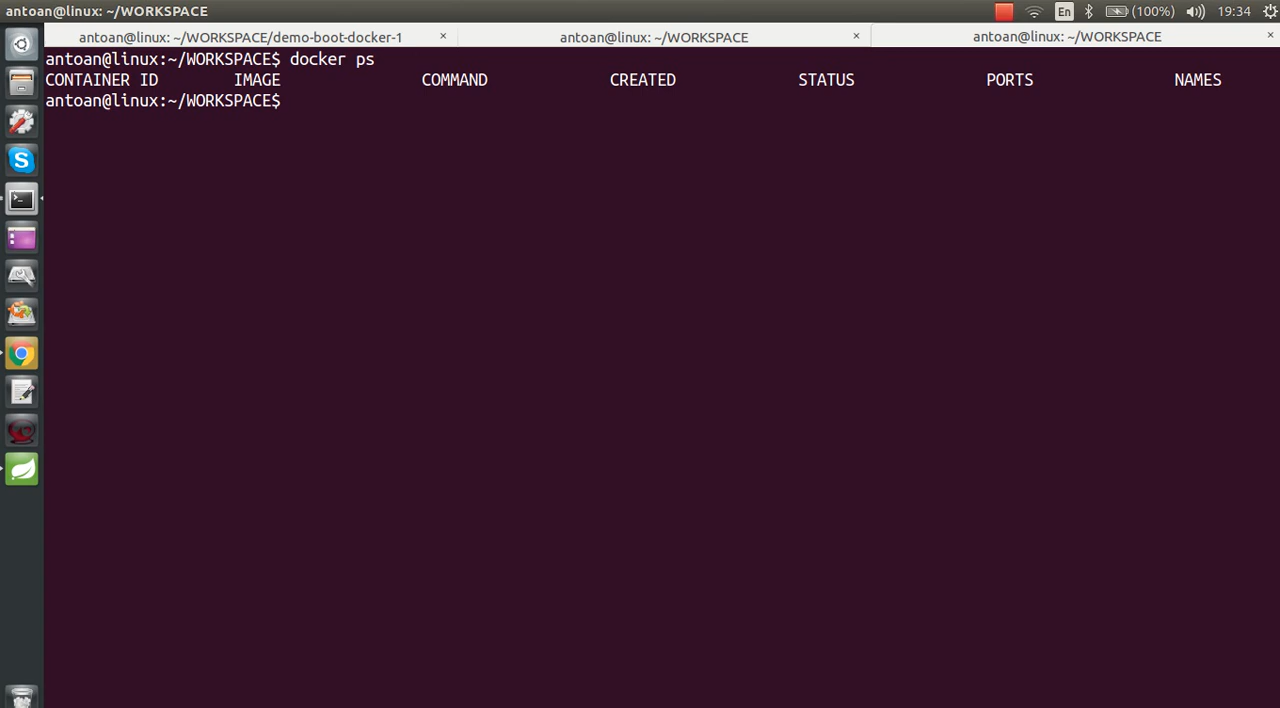 antoan@linux: ~/WORKSPACE
En
(100%)
19:34
antoan@linux: ~/WORKSPACE/demo-boot-docker-1 ×
antoan@linux: ~/WORKSPACE ×
antoan@linux: ~/WORKSPACE ×
antoan@linux:~/WORKSPACE$ docker ps
CONTAINER ID IMAGE COMMAND CREATED STATUS PORTS NAMES
antoan@linux:~/WORKSPACE$